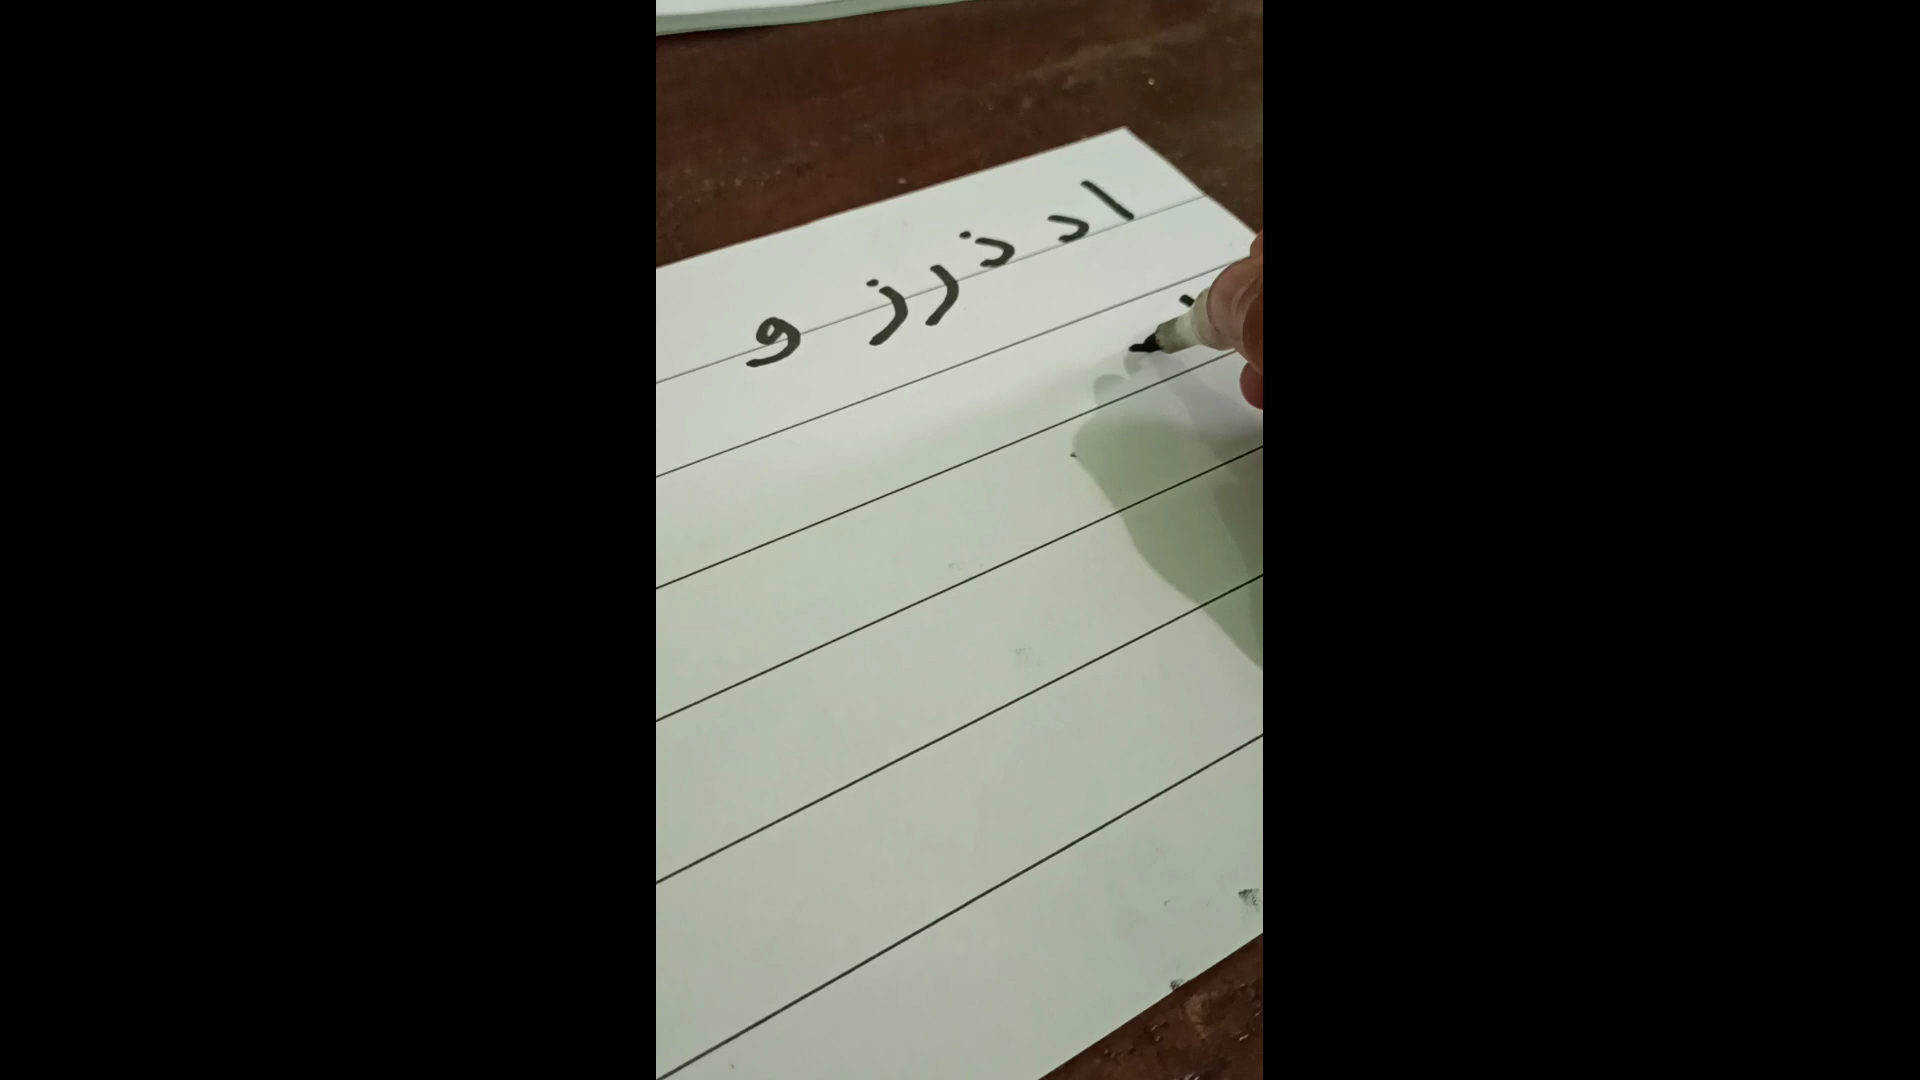 ا د ذ ر ز و